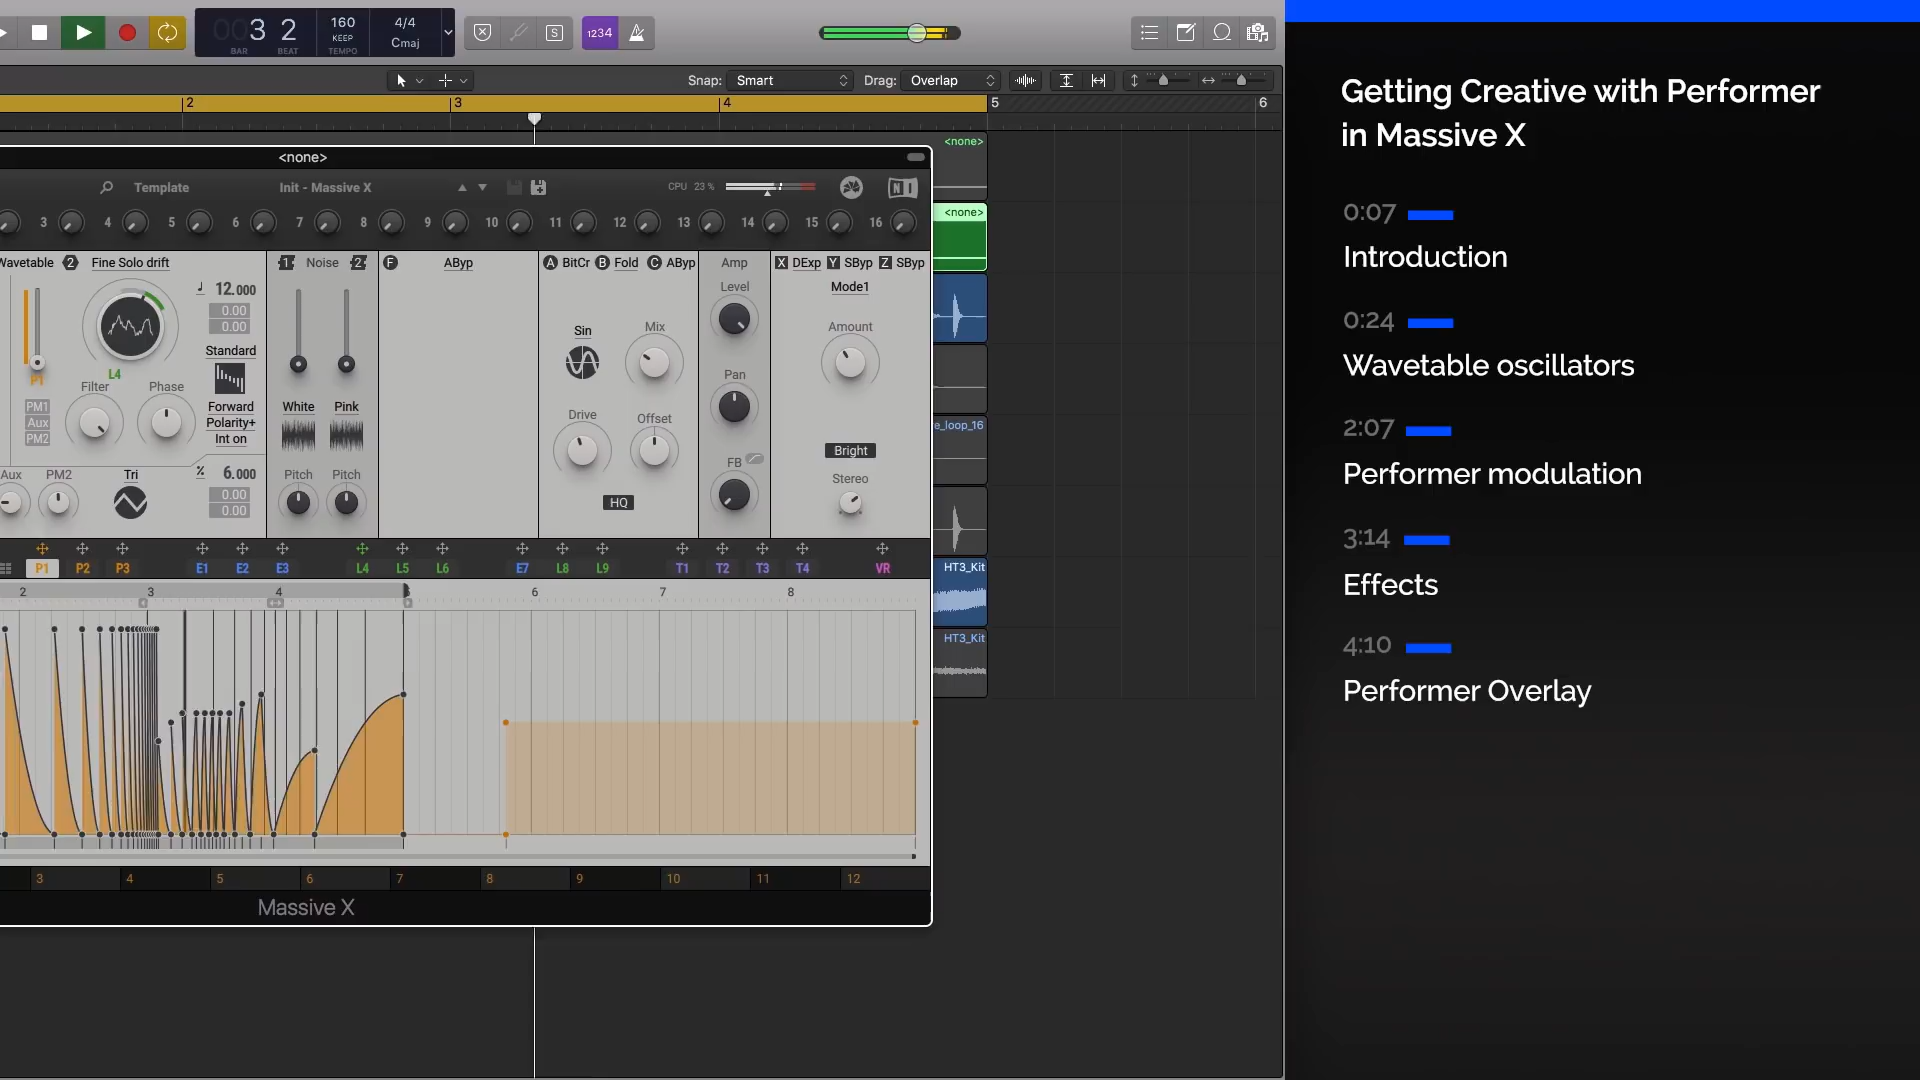 003 2
BAR BEAT
160
KEEP
TEMPO
4/4
Cmaj
S
1234
Snap: Smart
Drag: Overlap
2 3 4 5 6
<none>
<none>
<none>
Template
Init - Massive X
CPU 23 %
NI
3 4 5 6 7 8 9 10 11 12 13 14 15 16
Wavetable 2 Fine Solo drift
1 Noise 2
F AByp
A BitCr B Fold C AByp
Amp
X DExp Y SByp Z SByp
Level
Mode1
12.000
0.00
0.00
Standard
P1
L4
Filter
Phase
PM1
Aux
PM2
Forward
Polarity+
Int on
White
Pink
Sin
Mix
Drive
Offset
Pan
Amount
Bright
FB
Stereo
HQ
Aux
PM2
Tri
6.000
0.00
0.00
Pitch
Pitch
P1 P2 P3 E1 E2 E3 L4 L5 L6 E7 L8 L9 T1 T2 T3 T4 VR
2 3 4 6 7 8
3 4 5 6 7 8 9 10 11 12
Massive X
e_loop_16
HT3_Kit
HT3_Kit
Getting Creative with Performer
in Massive X
0:07
Introduction
0:24
Wavetable oscillators
2:07
Performer modulation
3:14
Effects
4:10
Performer Overlay